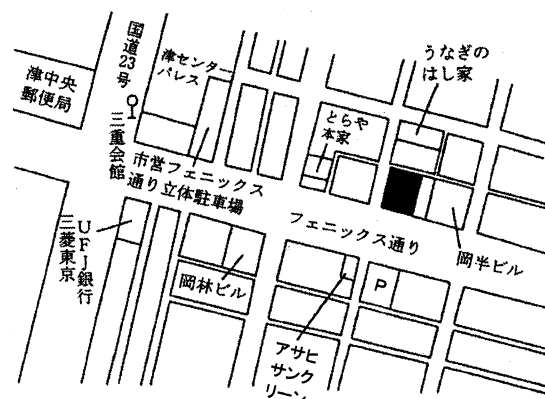 国道23号
津中央
郵便局
津センター
パレス
三重会館
市営フェニックス
通り立体駐車場
とらや
本家
うなぎの
はし家
フェニックス通り
岡半ビル
三菱東京
UFJ銀行
岡林ビル
P
アサヒ
サンク
リーン